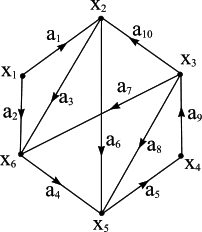 x₂
a₁
a₁₀
x₁
x₃
a₂
a₃
a₇
a₆
a₈
a₉
x₆
x₄
a₄
a₅
x₅